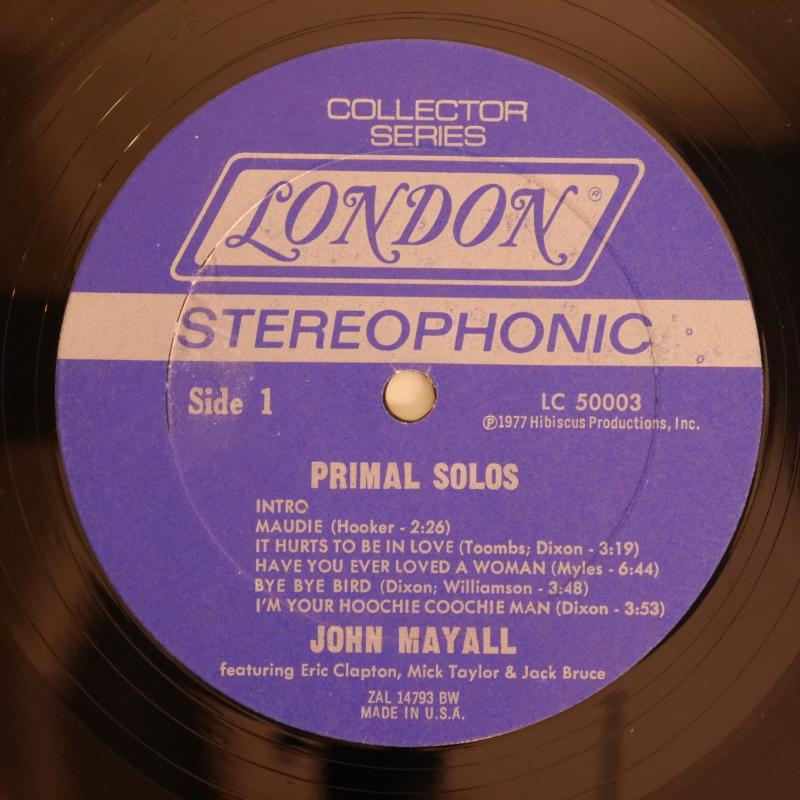 COLLECTOR
SERIES
LONDON®
STEREOPHONIC
Side 1
LC 50003
℗1977 Hibiscus Productions, Inc.
PRIMAL SOLOS
INTRO
MAUDIE (Hooker - 2:26)
IT HURTS TO BE IN LOVE (Toombs; Dixon - 3:19)
HAVE YOU EVER LOVED A WOMAN (Myles - 6:44)
BYE BYE BIRD (Dixon; Williamson - 3:48)
I'M YOUR HOOCHIE COOCHIE MAN (Dixon - 3:53)
JOHN MAYALL
featuring Eric Clapton, Mick Taylor & Jack Bruce
ZAL 14793 BW
MADE IN U.S.A.